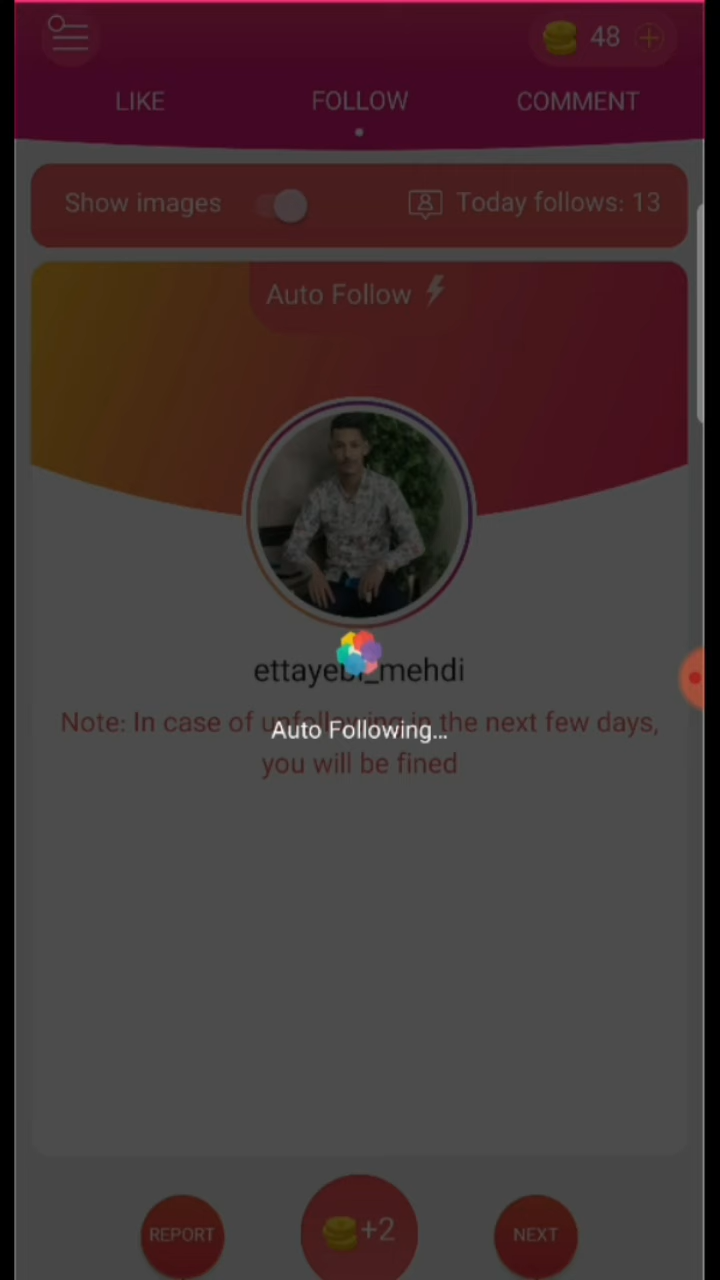 48
LIKE FOLLOW COMMENT
Show images Today follows: 13
Auto Follow
ettayebi_mehdi
Note: In case of unfollowing in the next few days,
Auto Following...
you will be fined
REPORT +2 NEXT